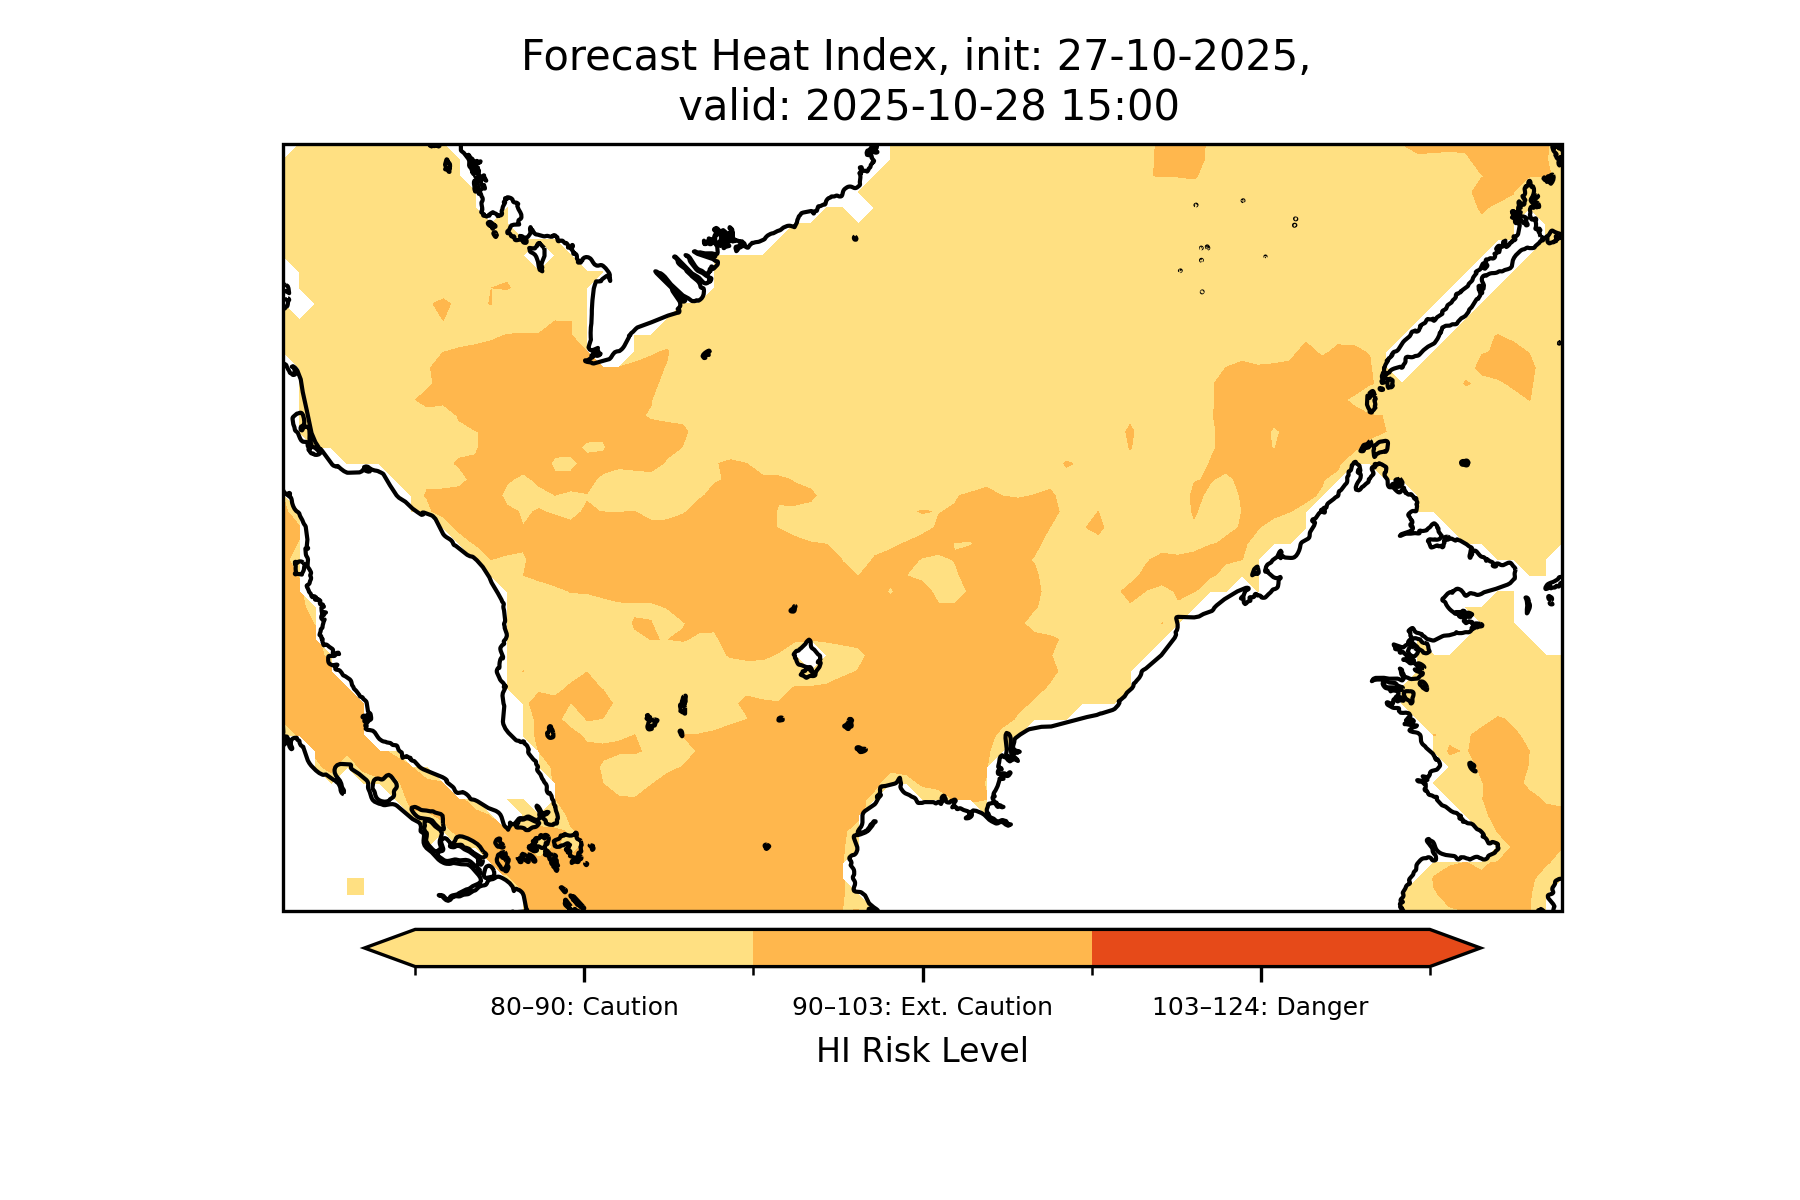 Forecast Heat Index, init: 27-10-2025,
valid: 2025-10-28 15:00
80–90: Caution
90–103: Ext. Caution
103–124: Danger
HI Risk Level